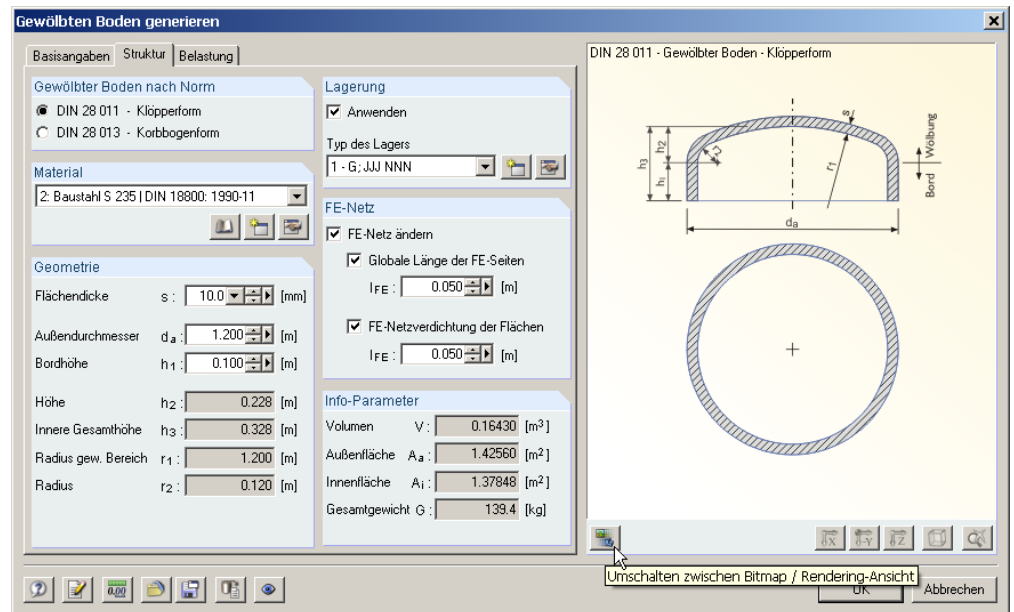 Gewölbten Boden generieren
Basisangaben Struktur Belastung
Gewölbter Boden nach Norm
DIN 28 011 - Klöpperform
DIN 28 013 - Korbbogenform
Material
2: Baustahl S 235 | DIN 18800: 1990-11
Geometrie
Flächendicke s : 10.0 [mm]
Außendurchmesser da : 1.200 [m]
Bordhöhe h1 : 0.100 [m]
Höhe h2 : 0.228 [m]
Innere Gesamthöhe h3 : 0.328 [m]
Radius gew. Bereich r1 : 1.200 [m]
Radius r2 : 0.120 [m]
Lagerung
Anwenden
Typ des Lagers
1 - G; JJJ NNN
FE-Netz
FE-Netz ändern
Globale Länge der FE-Seiten
lFE : 0.050 [m]
FE-Netzverdichtung der Flächen
lFE : 0.050 [m]
Info-Parameter
Volumen V : 0.16430 [m³]
Außenfläche Aa : 1.42560 [m²]
Innenfläche Ai : 1.37848 [m²]
Gesamtgewicht G : 139.4 [kg]
DIN 28 011 - Gewölbter Boden - Klöpperform
s
h3
h2
r2
r1
h1
Wölbung
Bord
da
X
-Y
Z
Umschalten zwischen Bitmap / Rendering-Ansicht
0.00
OK
Abbrechen